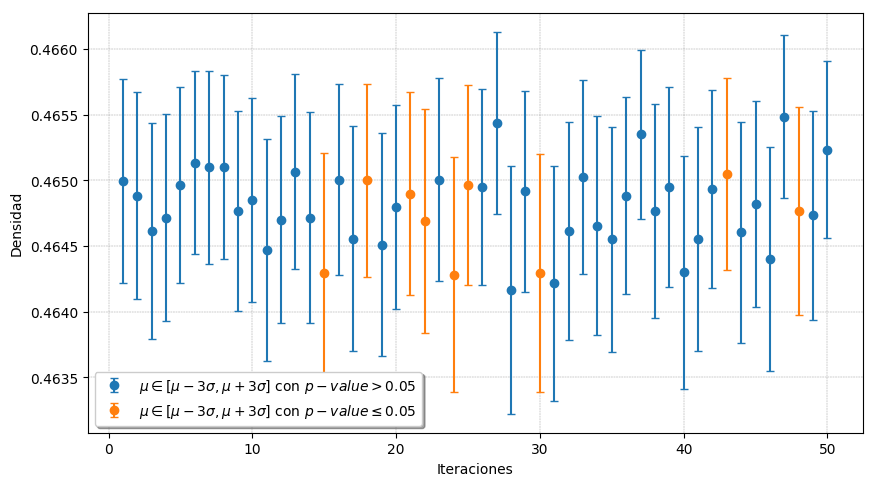 0.4660
0.4655
0.4650
0.4645
0.4640
0.4635
Densidad
μ ∈ [μ − 3σ, μ + 3σ] con p − value > 0.05
μ ∈ [μ − 3σ, μ + 3σ] con p − value ≤ 0.05
0 10 20 30 40 50
Iteraciones